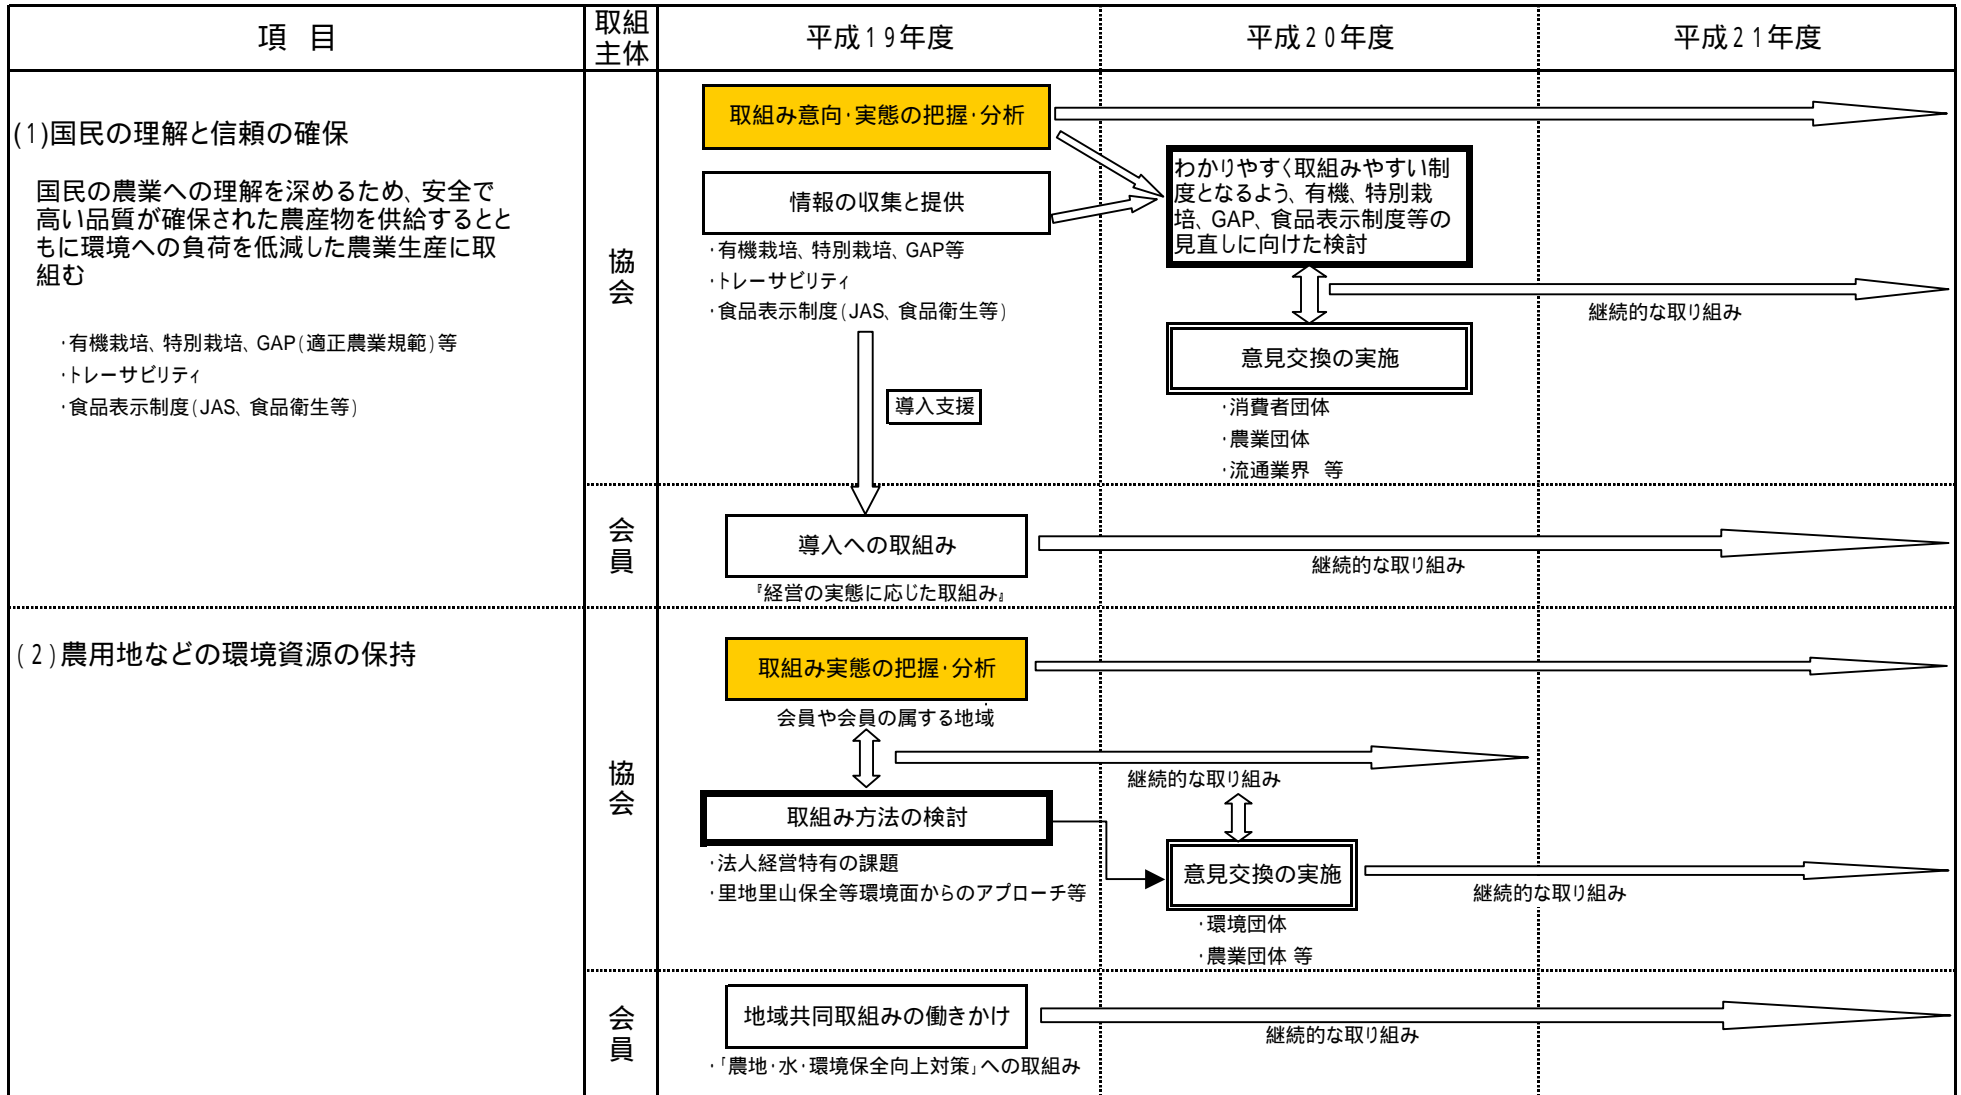 項 目
取組
主体
平成19年度
平成20年度
平成21年度
(1)国民の理解と信頼の確保
国民の農業への理解を深めるため、安全で
高い品質が確保された農産物を供給するとと
もに環境への負荷を低減した農業生産に取
組む
・有機栽培、特別栽培、GAP(適正農業規範)等
・トレーサビリティ
・食品表示制度(JAS、食品衛生等)
協
会
取組み意向・実態の把握・分析
情報の収集と提供
・有機栽培、特別栽培、GAP等
・トレーサビリティ
・食品表示制度(JAS、食品衛生等)
導入支援
わかりやすく取組みやすい制
度となるよう、有機、特別栽
培、GAP、食品表示制度等の
見直しに向けた検討
継続的な取り組み
意見交換の実施
・消費者団体
・農業団体
・流通業界 等
会
員
導入への取組み
『経営の実態に応じた取組み』
継続的な取り組み
(2)農用地などの環境資源の保持
協
会
取組み実態の把握・分析
会員や会員の属する地域
継続的な取り組み
取組み方法の検討
・法人経営特有の課題
・里地里山保全等環境面からのアプローチ等
意見交換の実施
・環境団体
・農業団体 等
継続的な取り組み
会
員
地域共同取組みの働きかけ
・「農地・水・環境保全向上対策」への取組み
継続的な取り組み